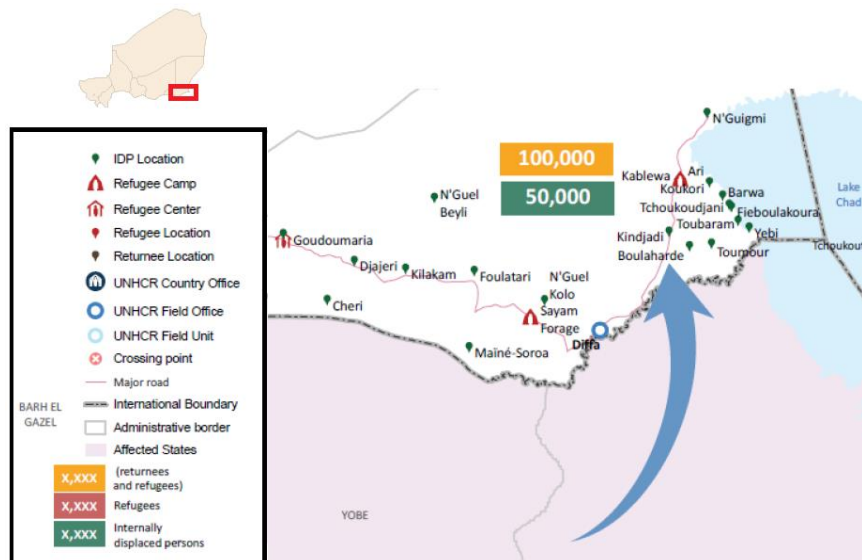 IDP Location
Refugee Camp
Refugee Center
Refugee Location
Returnee Location
UNHCR Country Office
UNHCR Field Office
UNHCR Field Unit
Crossing point
Major road
BARH EL
GAZEL
International Boundary
Administrative border
Affected States
x,xxx
(returnees
and refugees)
x,xxx
Refugees
x,xxx
Internally
displaced persons
100,000
50,000
N'Guigmi
Kablewa
Ari
Koukori
Barwa
Tchoukoudjani
Fieboulakoura
Toubaram
Yebi
Kindjadi
Boulaharde
Toumour
Lake
Chad
Tchoukout
N'Guel
Beyli
Goudoumaria
Djajeri
Kilakam
Foulatari
N'Guel
Kolo
Cheri
Sayam
Forage
Maïné-Soroa
Diffa
YOBE